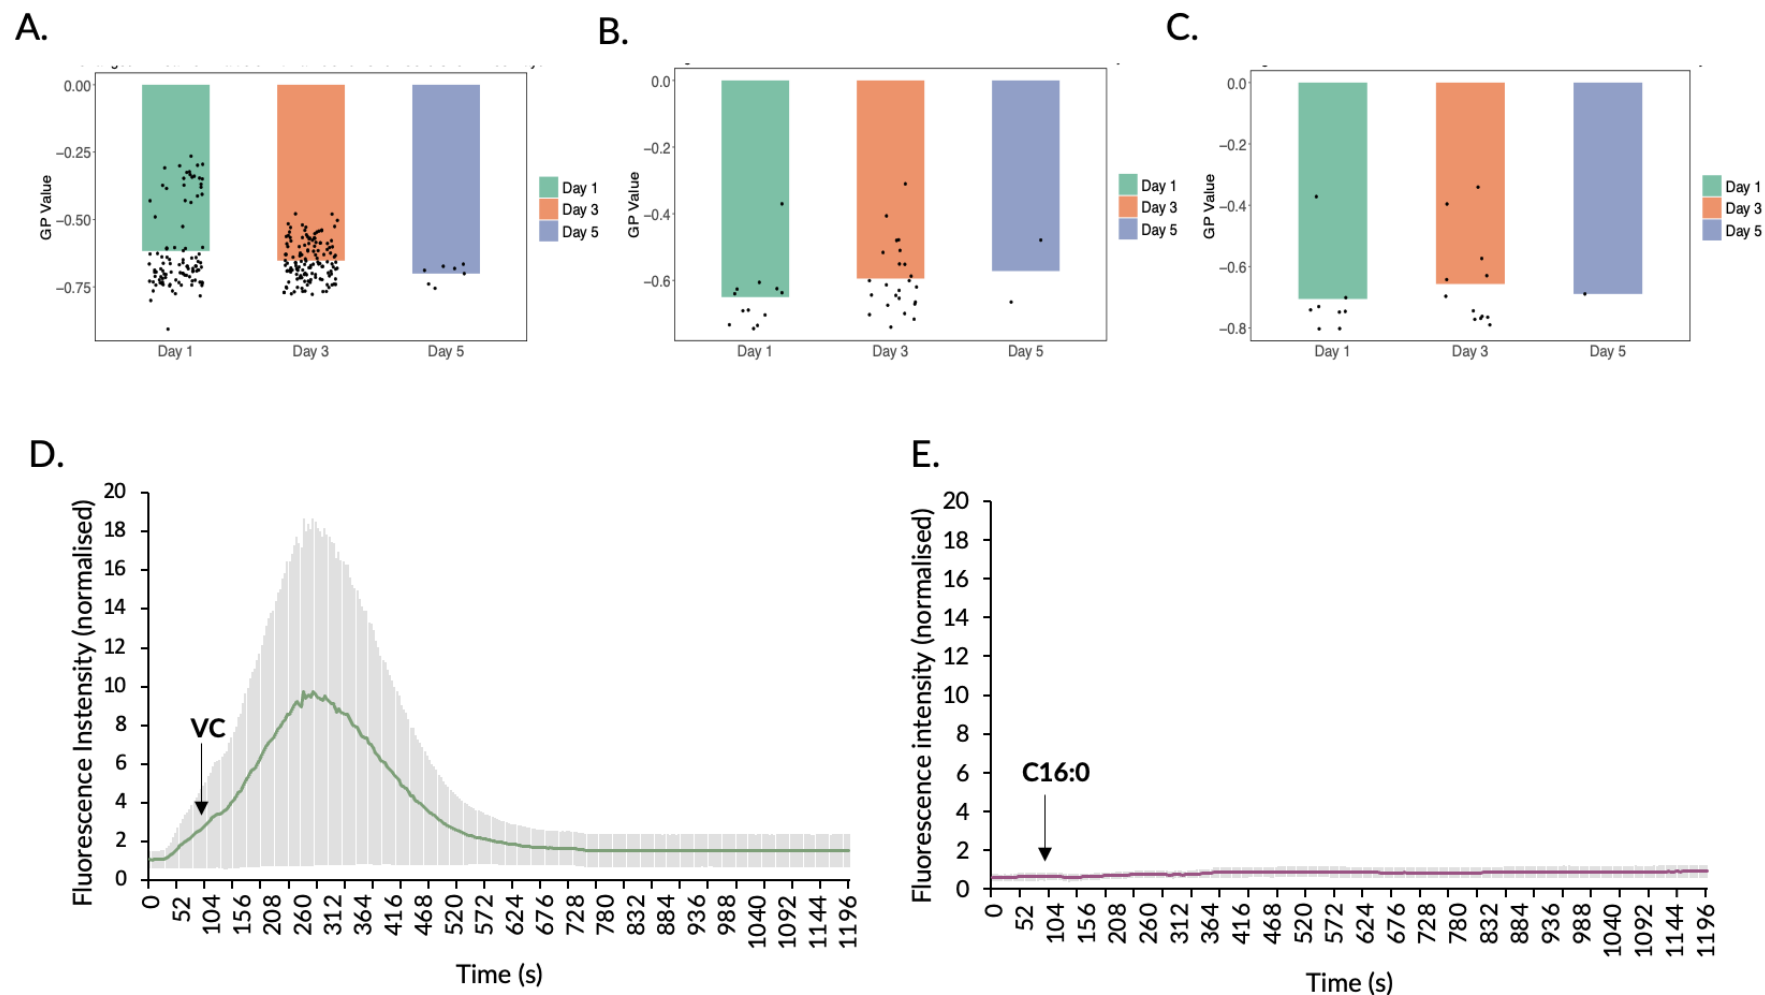 A.
0.00
−0.25
−0.50
−0.75
GP Value
Day 1
Day 3
Day 5
Day 1
Day 3
Day 5
B.
0.0
−0.2
−0.4
−0.6
GP Value
Day 1
Day 3
Day 5
Day 1
Day 3
Day 5
C.
0.0
−0.2
−0.4
−0.6
−0.8
GP Value
Day 1
Day 3
Day 5
Day 1
Day 3
Day 5
D.
Fluorescence Instensity (normalised)
20
18
16
14
12
10
8
6
4
2
0
VC
0 52 104 156 208 260 312 364 416 468 520 572 624 676 728 780 832 884 936 988 1040 1092 1144 1196
Time (s)
E.
Fluorescence intensity (normalised)
20
18
16
14
12
10
8
6
4
2
0
C16:0
0 52 104 156 208 260 312 364 416 468 520 572 624 676 728 780 832 884 936 988 1040 1092 1144 1196
Time (s)